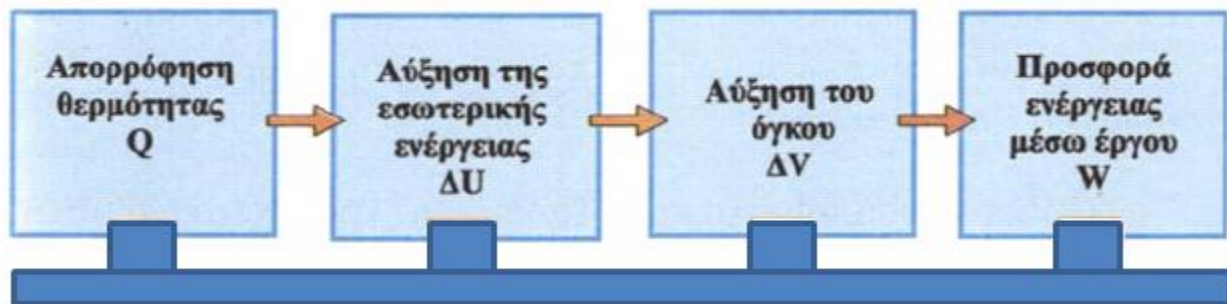 Απορρόφηση
θερμότητας
Q
Αύξηση της
εσωτερικής
ενέργειας
ΔU
Αύξηση του
όγκου
ΔV
Προσφορά
ενέργειας
μέσω έργου
W